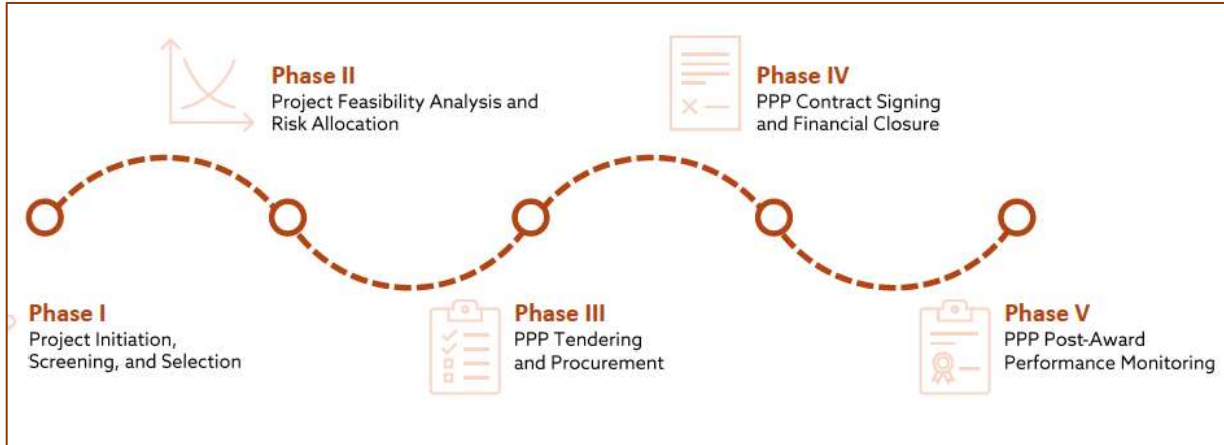 Phase I
Project Initiation,
Screening, and Selection
Phase II
Project Feasibility Analysis and
Risk Allocation
Phase III
PPP Tendering
and Procurement
Phase IV
PPP Contract Signing
and Financial Closure
Phase V
PPP Post-Award
Performance Monitoring